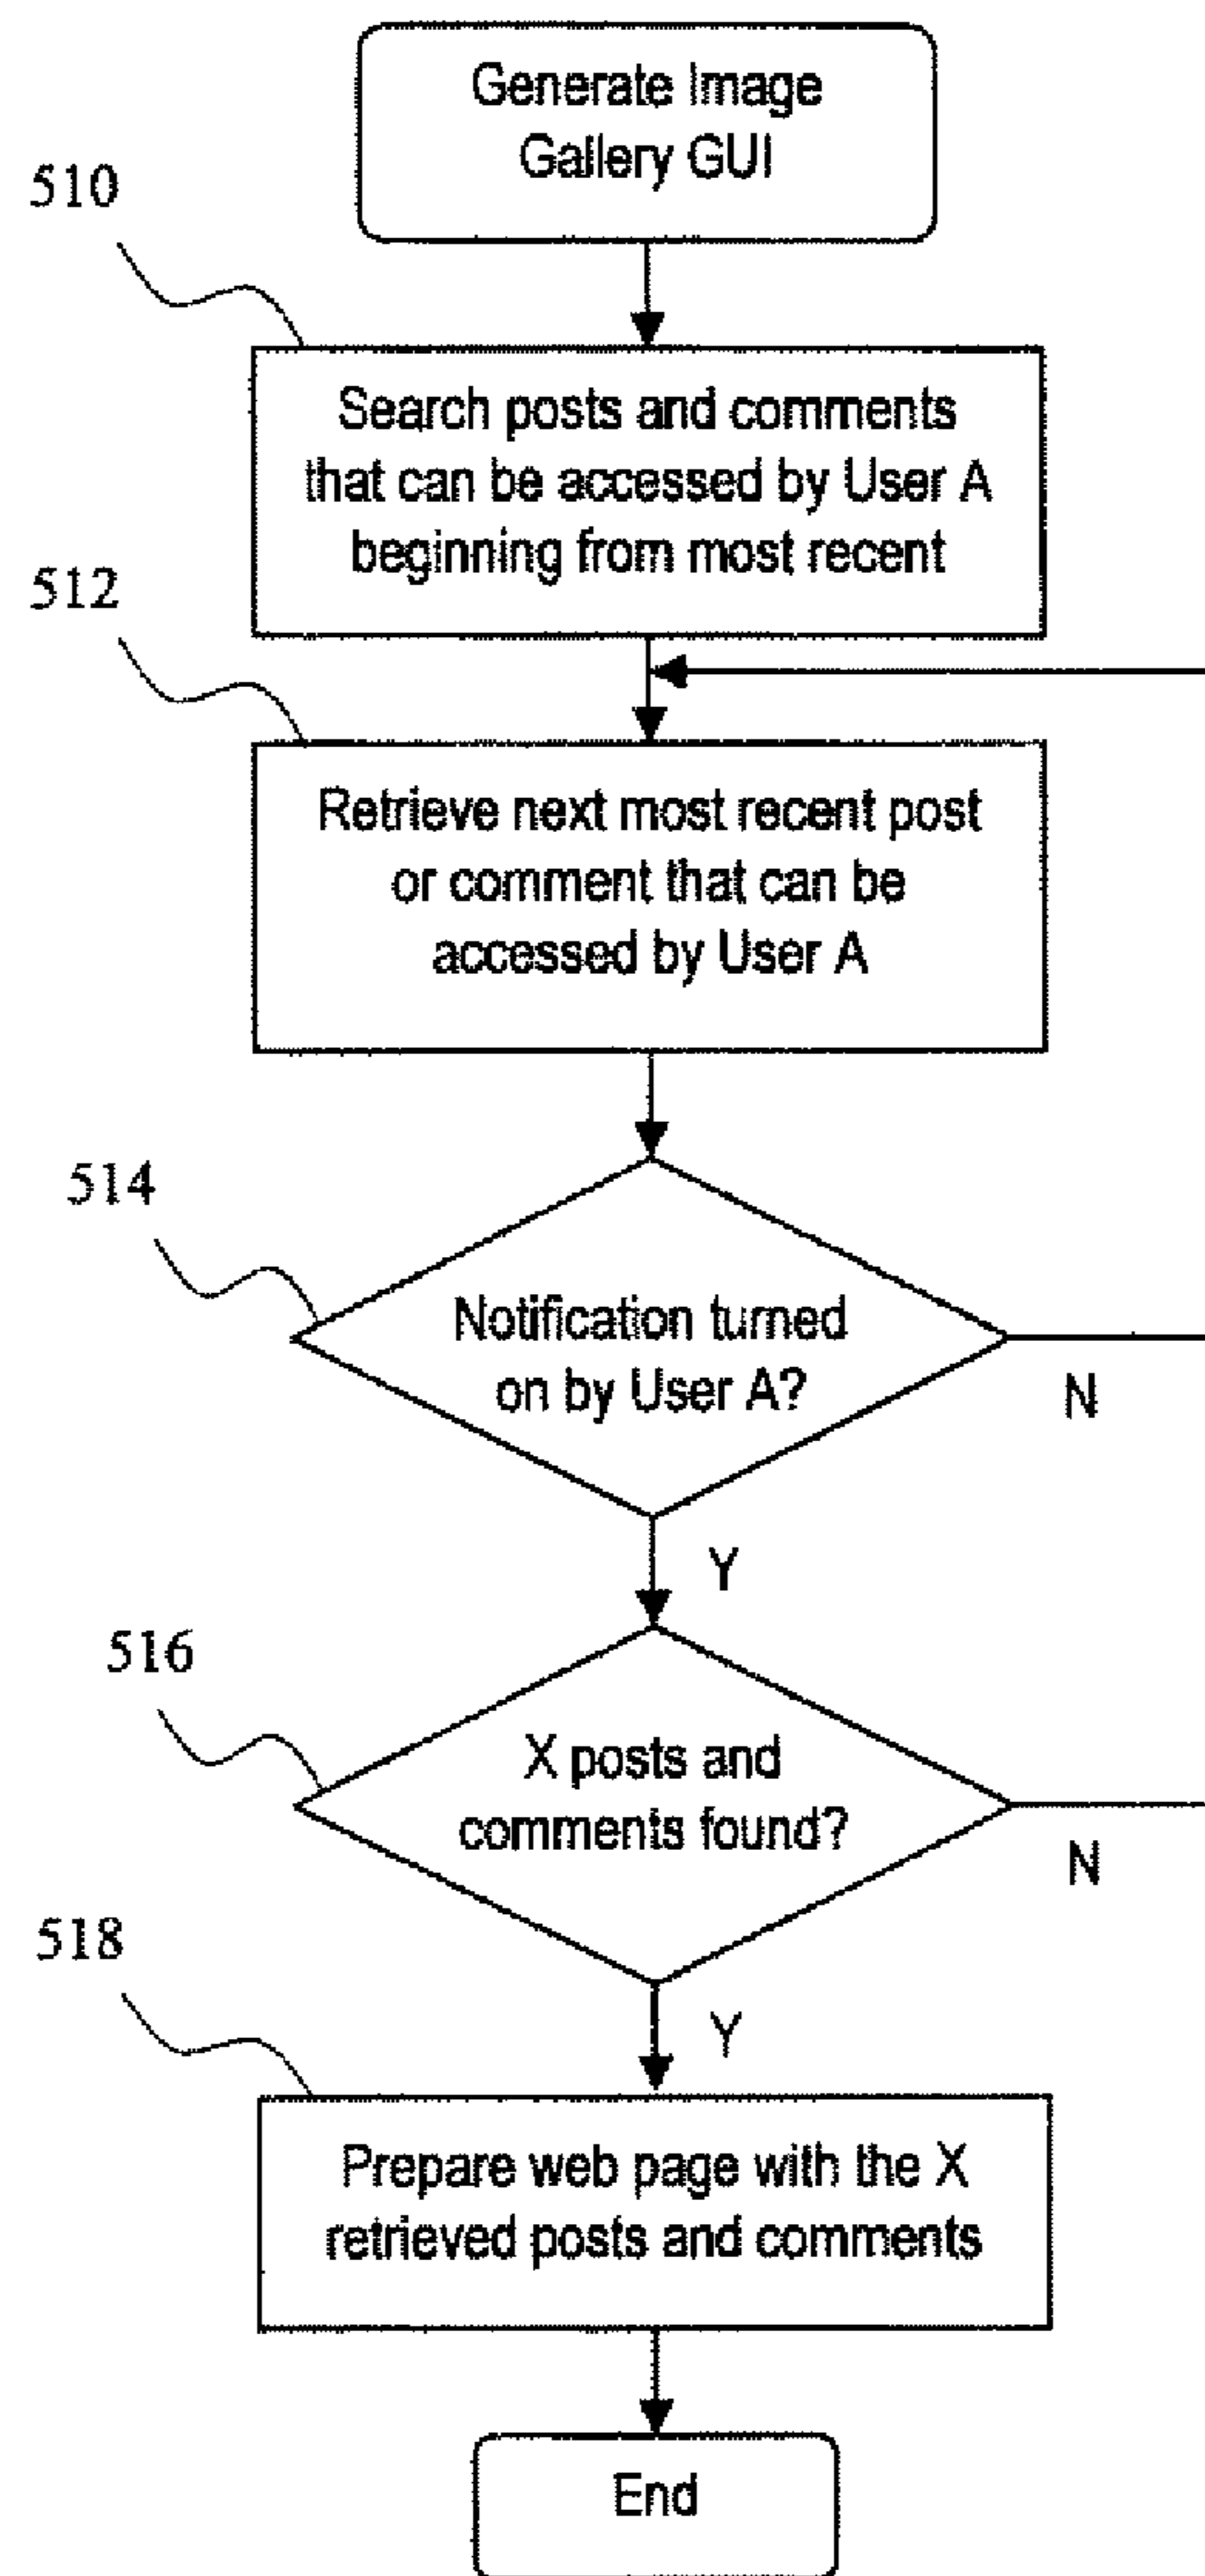 Generate Image
Gallery GUI
510
Search posts and comments
that can be accessed by User A
beginning from most recent
512
Retrieve next most recent post
or comment that can be
accessed by User A
514
Notification turned
on by User A?
N
Y
516
X posts and
comments found?
N
Y
518
Prepare web page with the X
retrieved posts and comments
End